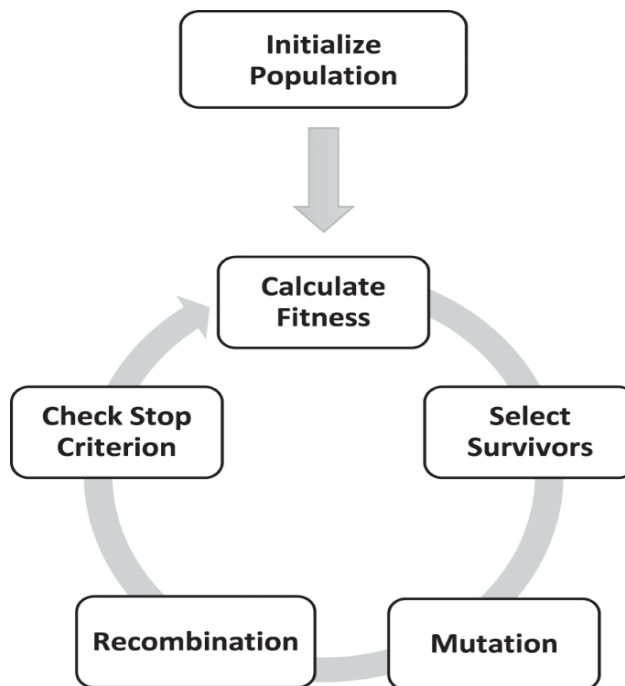 Initialize
Population
Calculate
Fitness
Select
Survivors
Mutation
Recombination
Check Stop
Criterion